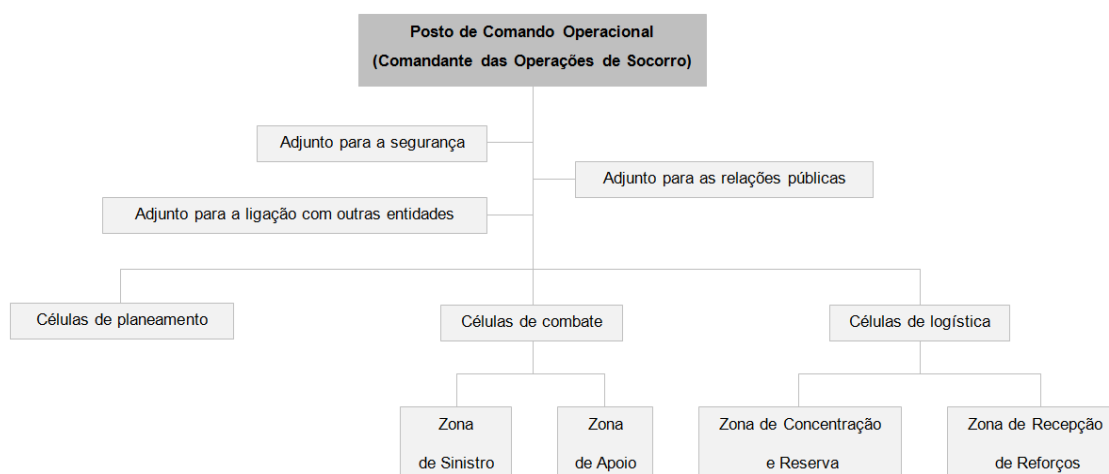 Posto de Comando Operacional
(Comandante das Operações de Socorro)
Adjunto para a segurança
Adjunto para as relações públicas
Adjunto para a ligação com outras entidades
Células de planeamento
Células de combate
Células de logística
Zona
de Sinistro
Zona
de Apoio
Zona de Concentração
e Reserva
Zona de Recepção
de Reforços